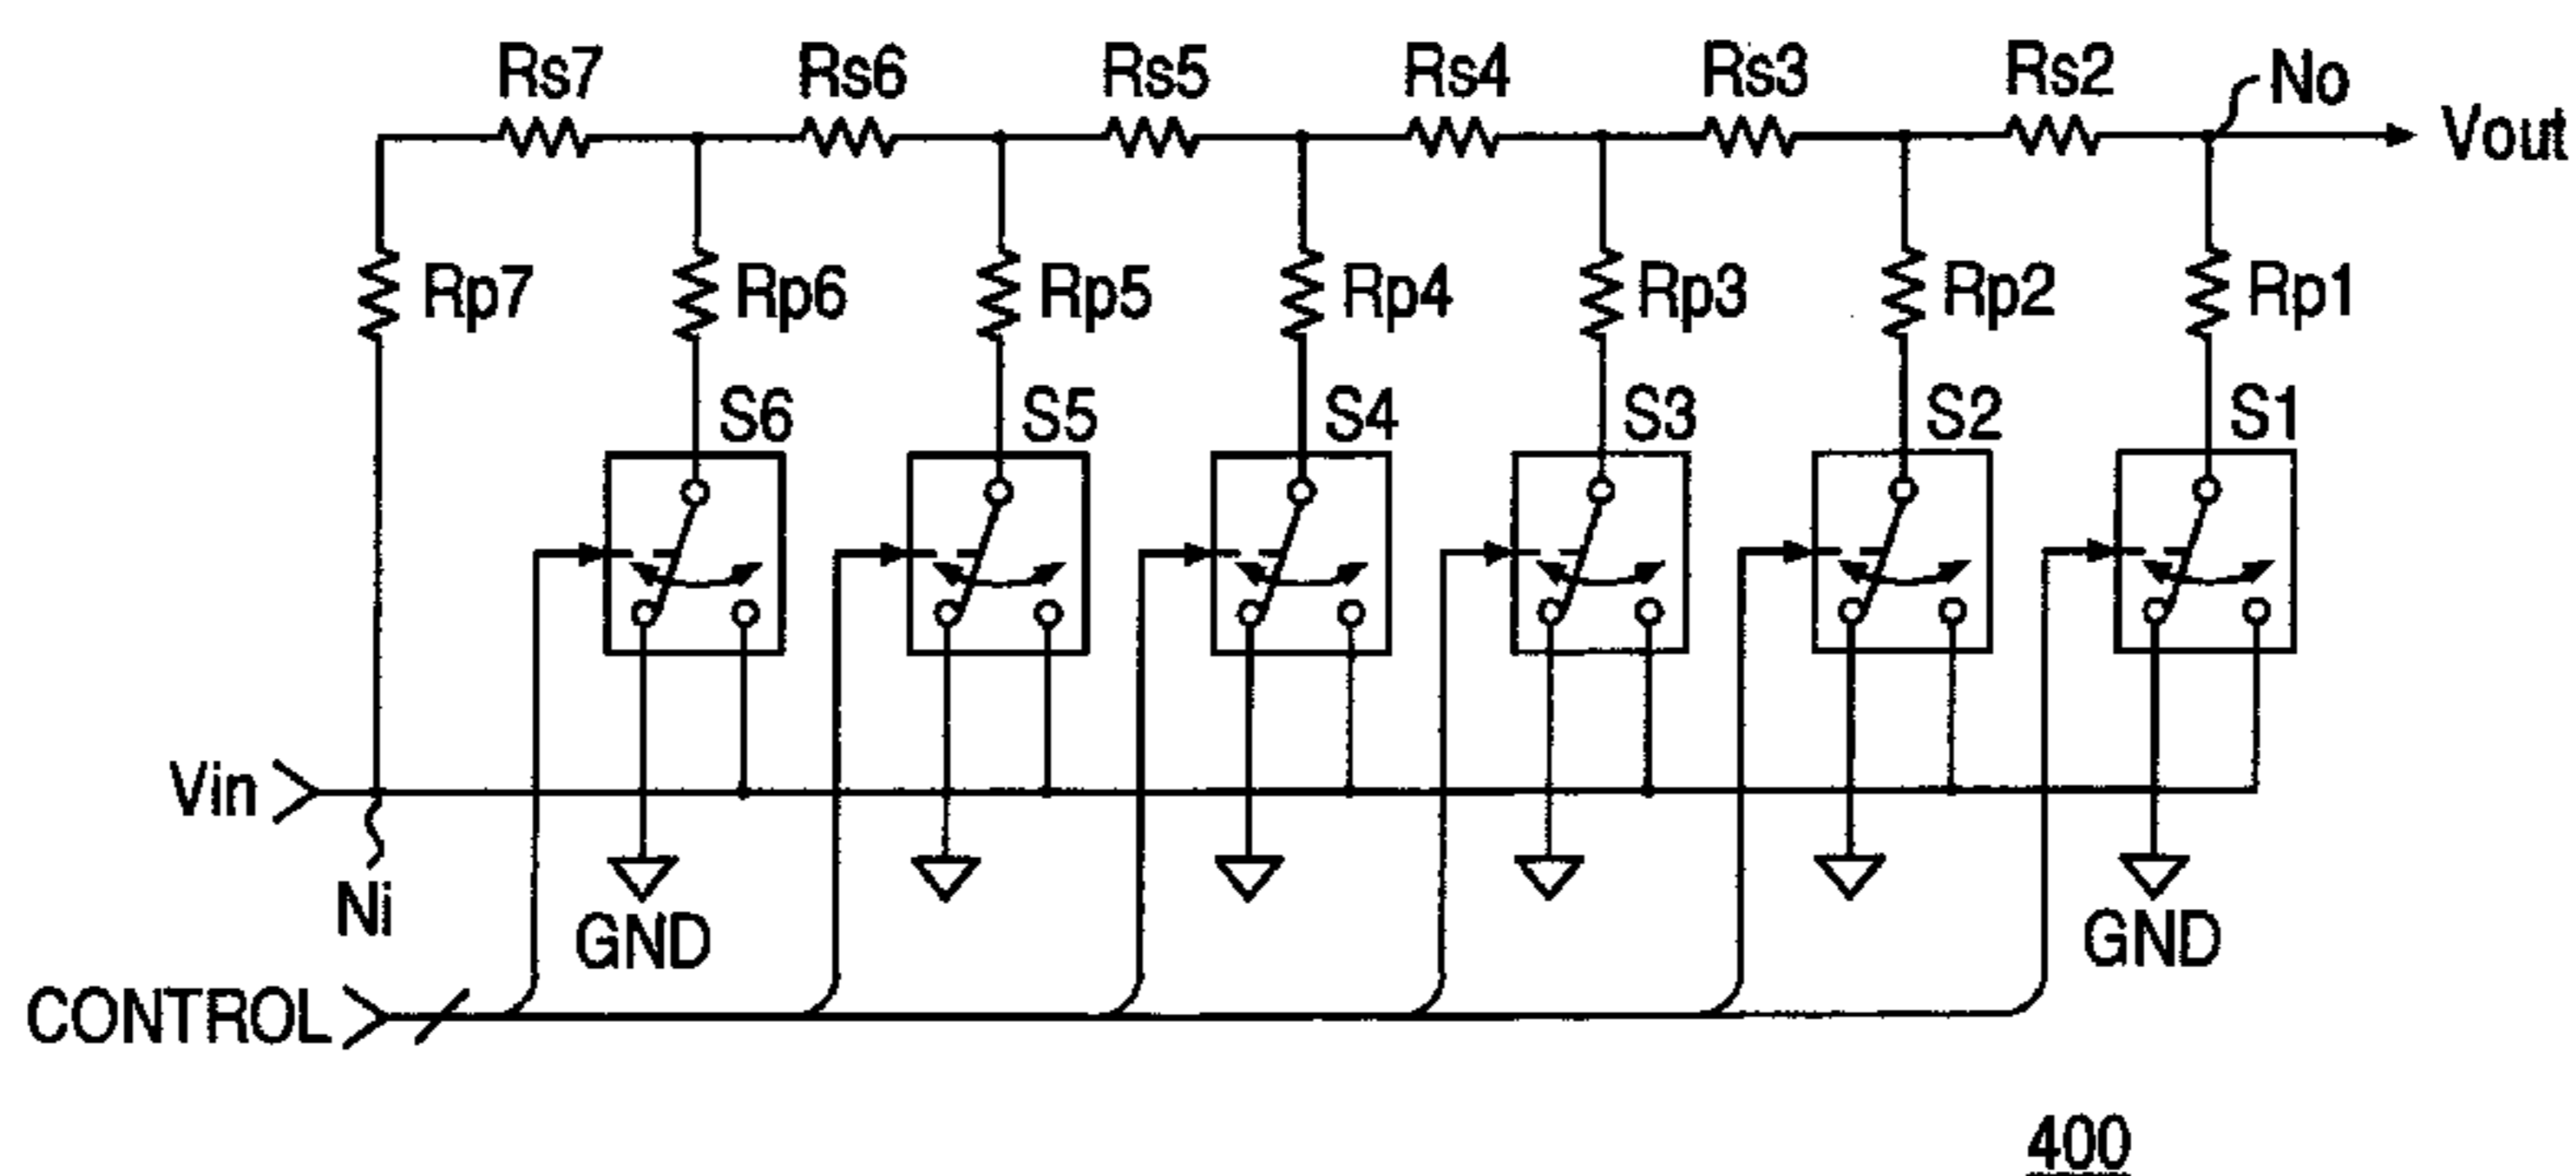 Rs7 Rs6 Rs5 Rs4 Rs3 Rs2 No
Vout
Rp7 Rp6 Rp5 Rp4 Rp3 Rp2 Rp1
S6 S5 S4 S3 S2 S1
Vin
Ni
GND GND
CONTROL
400